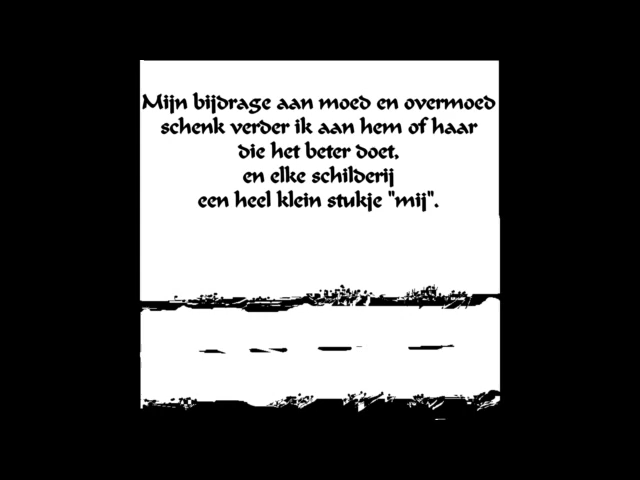 Mijn bijdrage aan moed en overmoed
schenk verder ik aan hem of haar
die het beter doet,
en elke schilderij
een heel klein stukje "mij".